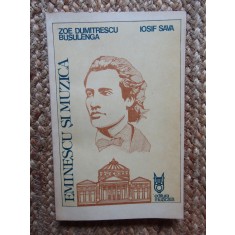 ZOE DUMITRESCU
BUȘULENGA
IOSIF SAVA
EMINESCU ȘI MUZICA